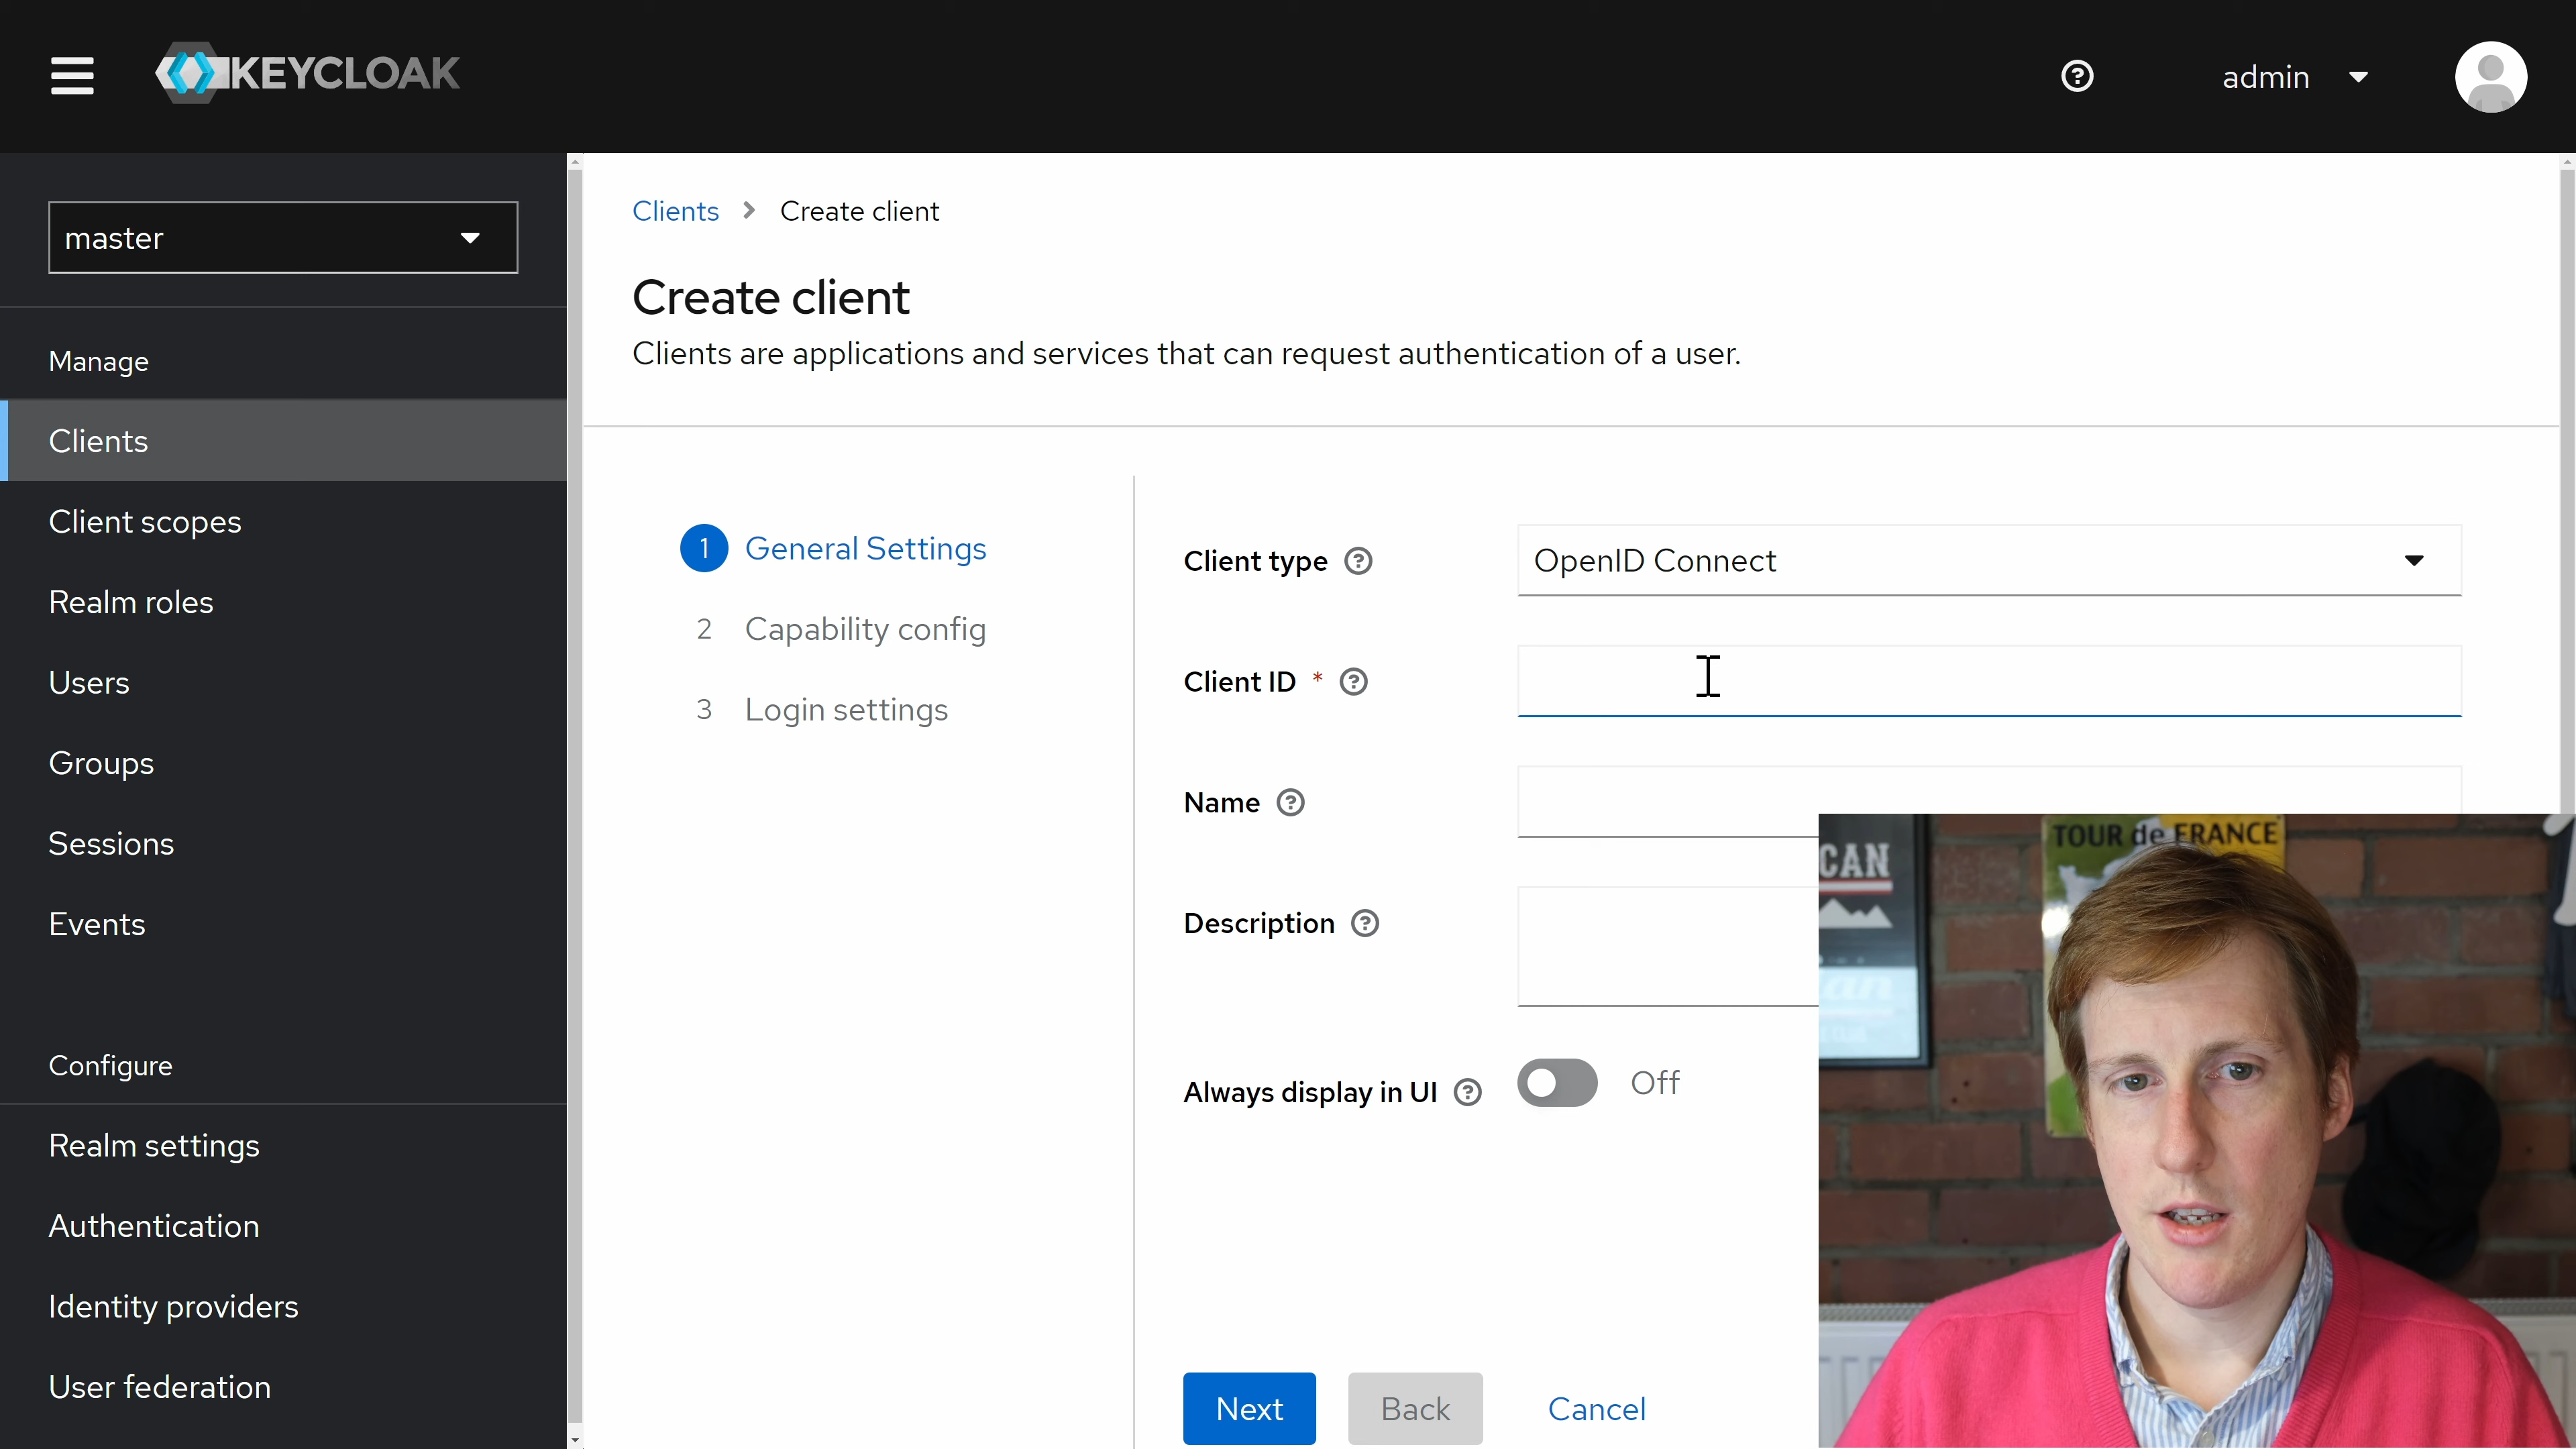 KEYCLOAK
admin
master
Manage
Clients
Client scopes
Realm roles
Users
Groups
Sessions
Events
Configure
Realm settings
Authentication
Identity providers
User federation
Clients > Create client
Create client
Clients are applications and services that can request authentication of a user.
1 General Settings
2 Capability config
3 Login settings
Client type
OpenID Connect
Client ID *
Name
Description
Always display in UI
Off
Next
Back
Cancel
TOUR de FRANCE
CAN